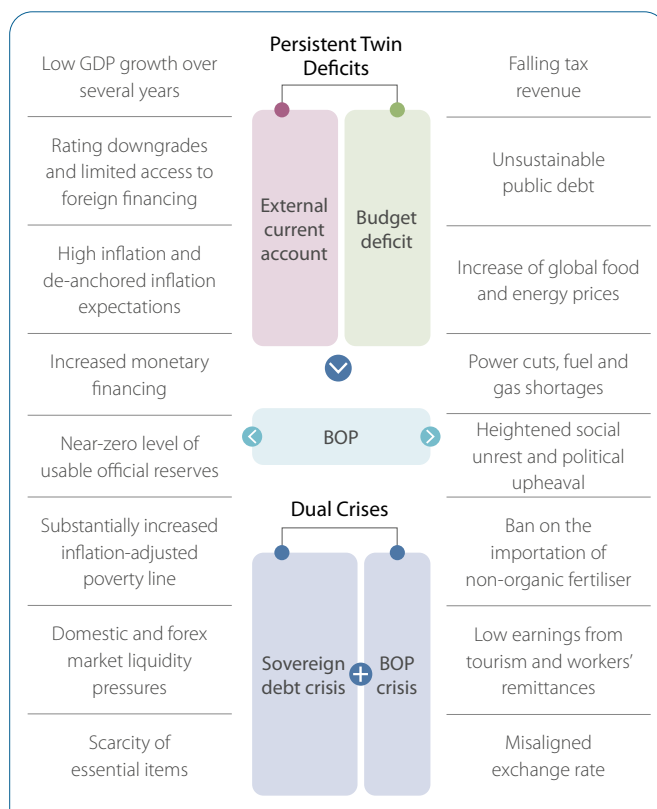 Persistent Twin
Deficits
Low GDP growth over
several years
Rating downgrades
and limited access to
foreign financing
High inflation and
de-anchored inflation
expectations
Increased monetary
financing
Near-zero level of
usable official reserves
Substantially increased
inflation-adjusted
poverty line
Domestic and forex
market liquidity
pressures
Scarcity of
essential items
External
current
account
Budget
deficit
BOP
Dual Crises
Sovereign
debt crisis
+
BOP
crisis
Falling tax
revenue
Unsustainable
public debt
Increase of global food
and energy prices
Power cuts, fuel and
gas shortages
Heightened social
unrest and political
upheaval
Ban on the
importation of
non-organic fertiliser
Low earnings from
tourism and workers’
remittances
Misaligned
exchange rate